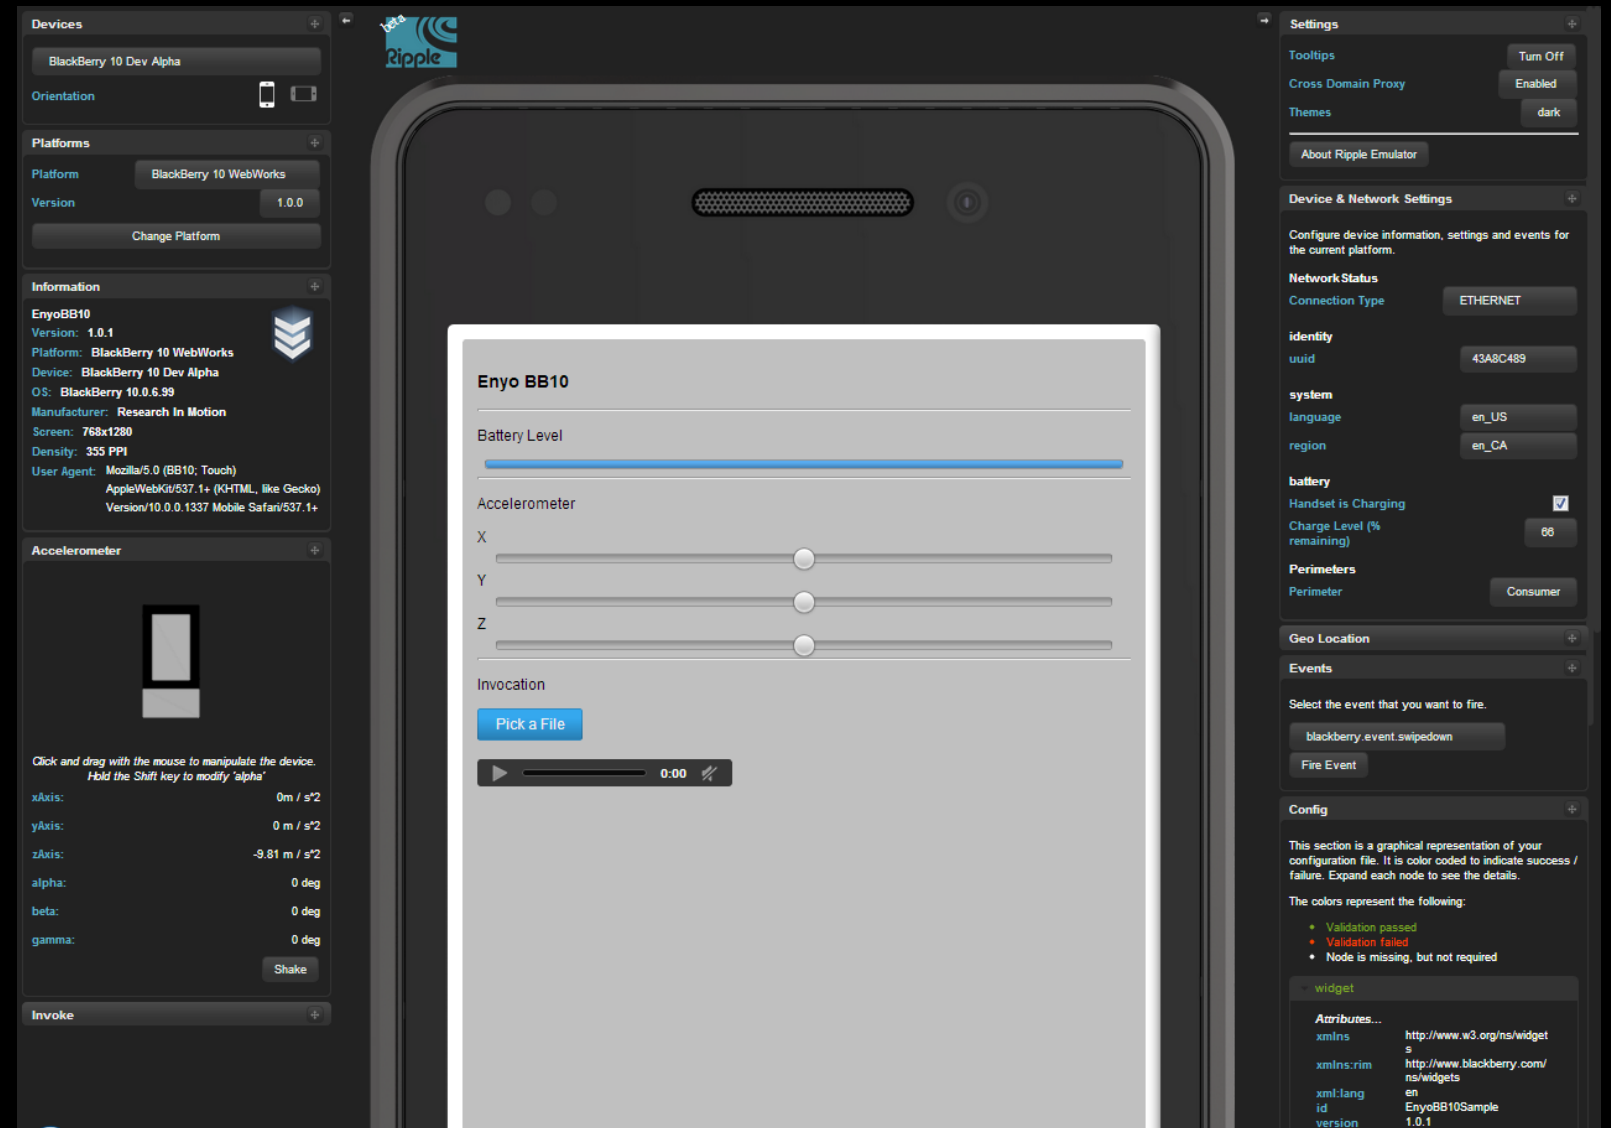 Devices
BlackBerry 10 Dev Alpha
Orientation
Platforms
Platform BlackBerry 10 WebWorks
Version 1.0.0
Change Platform
Information
EnyoBB10
Version: 1.0.1
Platform: BlackBerry 10 WebWorks
Device: BlackBerry 10 Dev Alpha
OS: BlackBerry 10.0.6.99
Manufacturer: Research In Motion
Screen: 768x1280
Density: 355 PPI
User Agent: Mozilla/5.0 (BB10; Touch)
AppleWebKit/537.1+ (KHTML, like Gecko)
Version/10.0.0.1337 Mobile Safari/537.1+
Accelerometer
Click and drag with the mouse to manipulate the device.
Hold the Shift key to modify 'alpha'
xAxis: 0m / s^2
yAxis: 0 m / s^2
zAxis: -9.81 m / s^2
alpha: 0 deg
beta: 0 deg
gamma: 0 deg
Shake
Invoke
beta
Ripple
Enyo BB10
Battery Level
Accelerometer
X
Y
Z
Invocation
Pick a File
0:00
Settings
Tooltips Turn Off
Cross Domain Proxy Enabled
Themes dark
About Ripple Emulator
Device & Network Settings
Configure device information, settings and events for
the current platform.
NetworkStatus
Connection Type ETHERNET
identity
uuid 43A8C489
system
language en_US
region en_CA
battery
Handset is Charging
Charge Level (%
remaining) 66
Perimeters
Perimeter Consumer
Geo Location
Events
Select the event that you want to fire.
blackberry.event.swipedown
Fire Event
Config
This section is a graphical representation of your
configuration file. It is color coded to indicate success /
failure. Expand each node to see the details.
The colors represent the following:
• Validation passed
• Validation failed
• Node is missing, but not required
widget
Attributes...
xmlns http://www.w3.org/ns/widget
s
xmlns:rim http://www.blackberry.com/
ns/widgets
xml:lang en
id EnyoBB10Sample
version 1.0.1